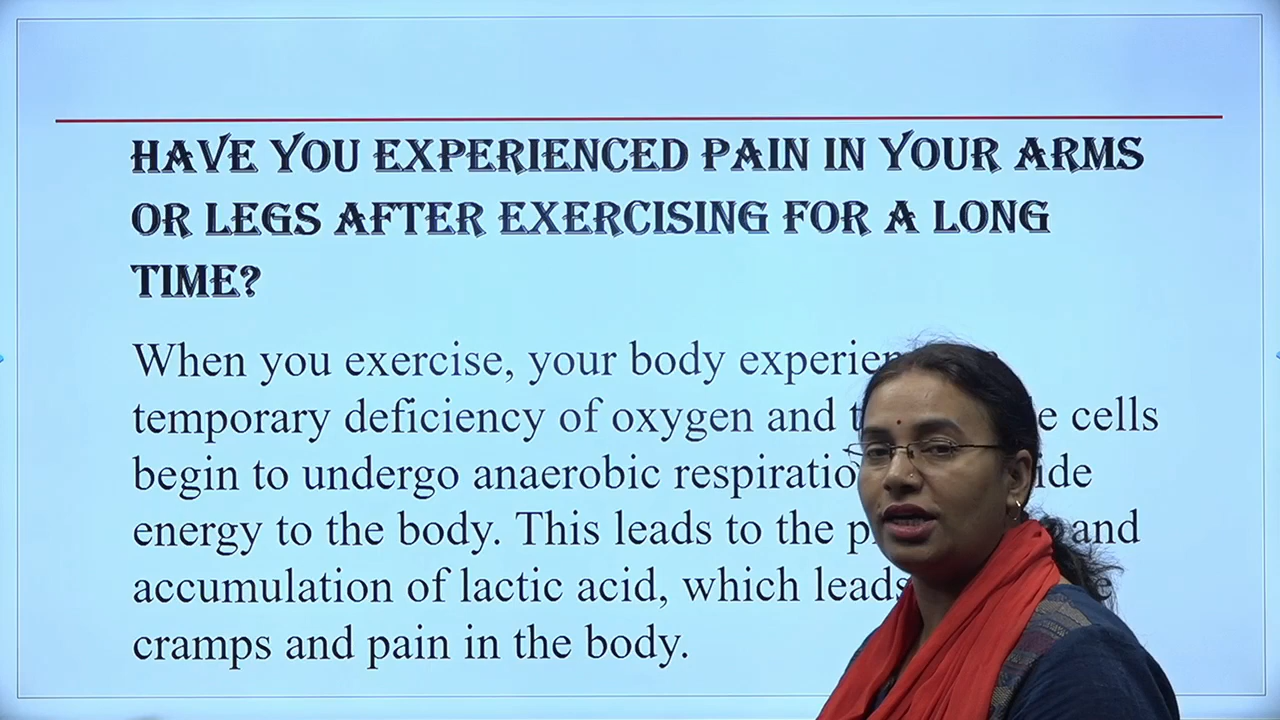 HAVE YOU EXPERIENCED PAIN IN YOUR ARMS
OR LEGS AFTER EXERCISING FOR A LONG
TIME?
When you exercise, your body
temporary deficiency of oxygen and cells
begin to undergo anaerobic
energy to the body. This leads to the and
accumulation of lactic acid, which leads
cramps and pain in the body.